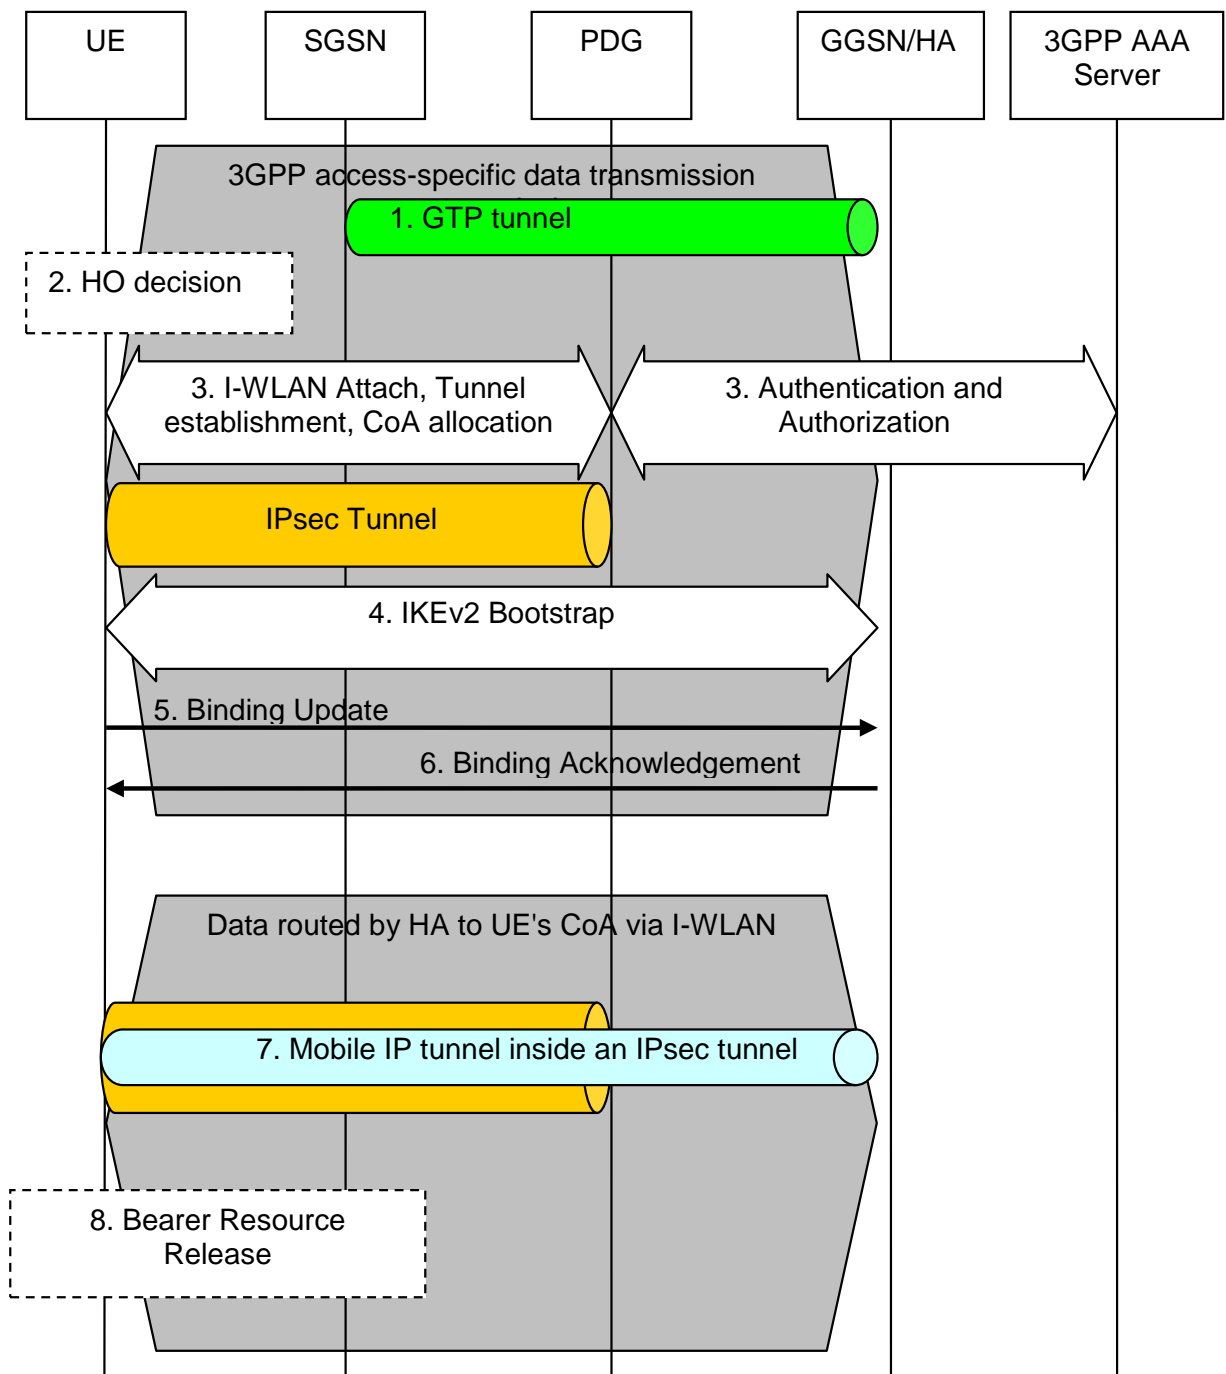 UE
SGSN
PDG
GGSN/HA
3GPP AAA
Server
3GPP access-specific data transmission
1. GTP tunnel
2. HO decision
3. I-WLAN Attach, Tunnel
establishment, CoA allocation
3. Authentication and
Authorization
IPsec Tunnel
4. IKEv2 Bootstrap
5. Binding Update
6. Binding Acknowledgement
Data routed by HA to UE's CoA via I-WLAN
7. Mobile IP tunnel inside an IPsec tunnel
8. Bearer Resource
Release